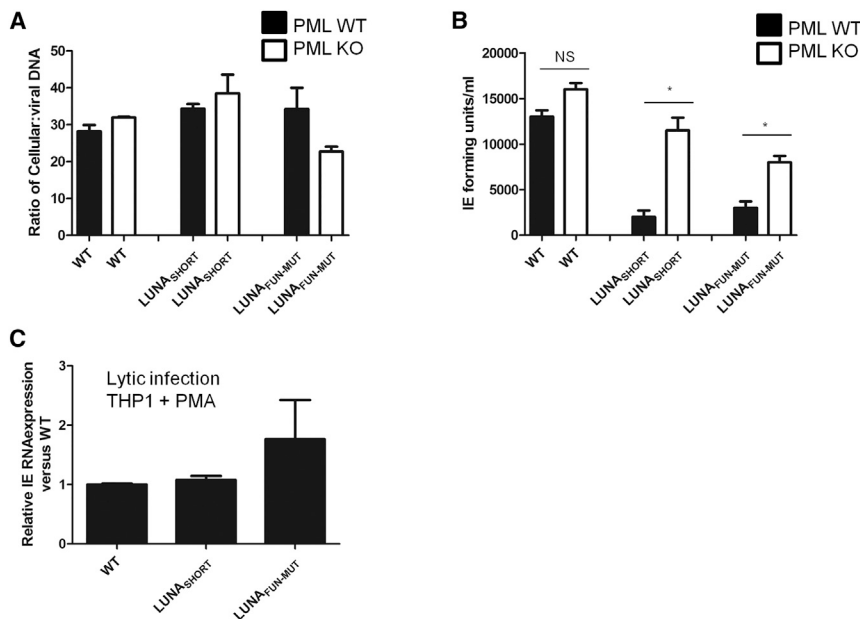 A
PML WT
PML KO
Ratio of Cellular:viral DNA
50
40
30
20
10
0
WT
WT
LUNASHORT
LUNASHORT
LUNAFUN-MUT
LUNAFUN-MUT
B
PML WT
PML KO
IE forming units/ml
20000
15000
10000
5000
0
NS
*
*
WT
WT
LUNASHORT
LUNASHORT
LUNAFUN-MUT
LUNAFUN-MUT
C
Relative IE RNAexpression
versus WT
3
2
1
0
Lytic infection
THP1 + PMA
WT
LUNASHORT
LUNAFUN-MUT